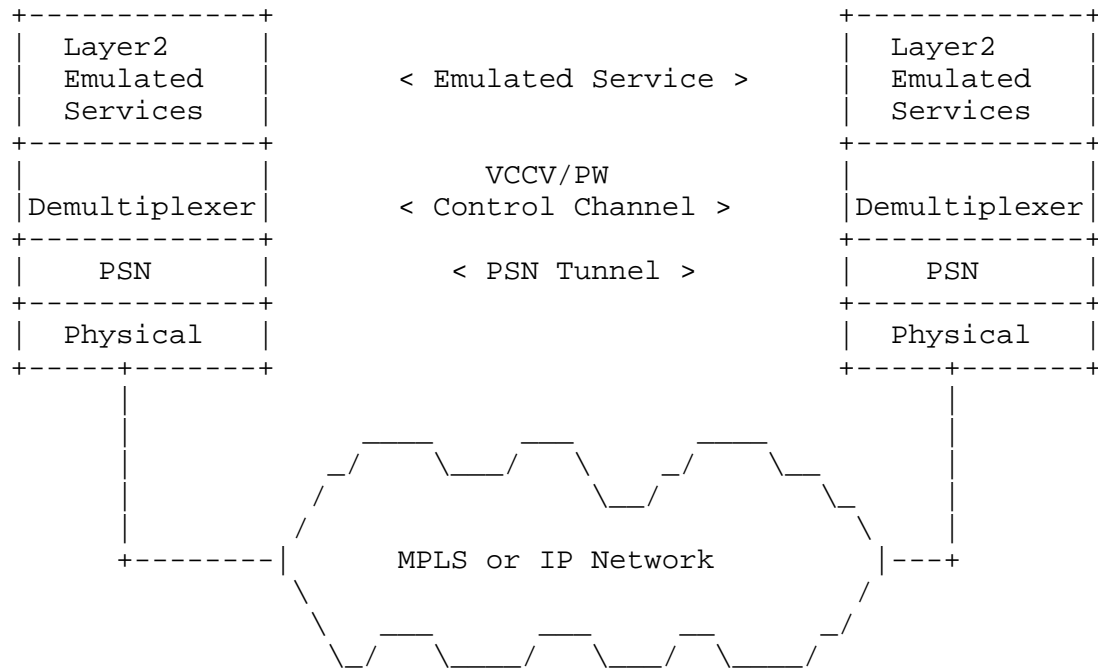 Layer2 Layer2
Emulated < Emulated Service > Emulated
Services Services
VCCV/PW
Demultiplexer < Control Channel > Demultiplexer
PSN < PSN Tunnel > PSN
Physical Physical
MPLS or IP Network